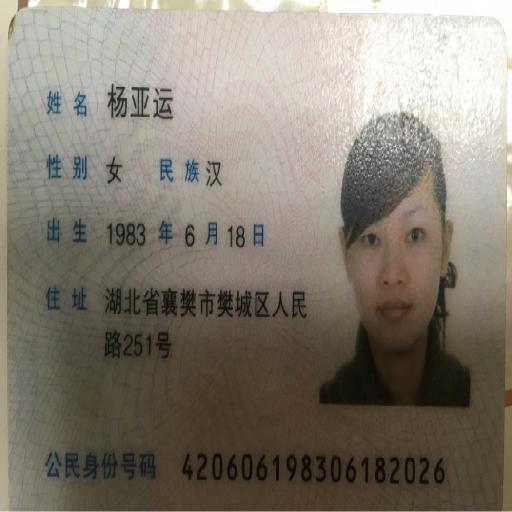 姓名 杨亚运
性别 女 民族 汉
出生 1983 年 6 月 18 日
住址 湖北省襄樊市樊城区人民
路251号
公民身份号码 420606198306182026